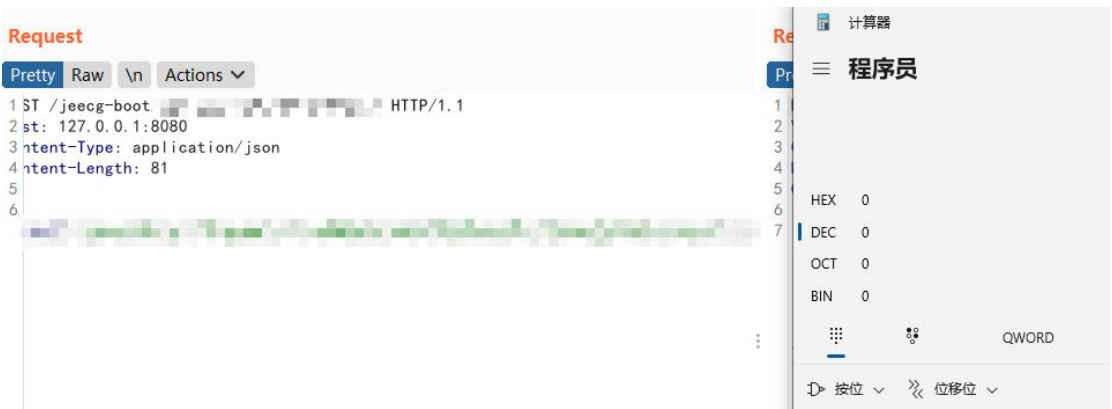 Request
Pretty Raw \n Actions
1 ST /jeecg-boot HTTP/1.1
2 st: 127.0.0.1:8080
3 ntent-Type: application/json
4 ntent-Length: 81
5
6
Re
Pr
1
2
3
4
5
6
7
计算器
程序员
HEX 0
DEC 0
OCT 0
BIN 0
QWORD
按位 位移位